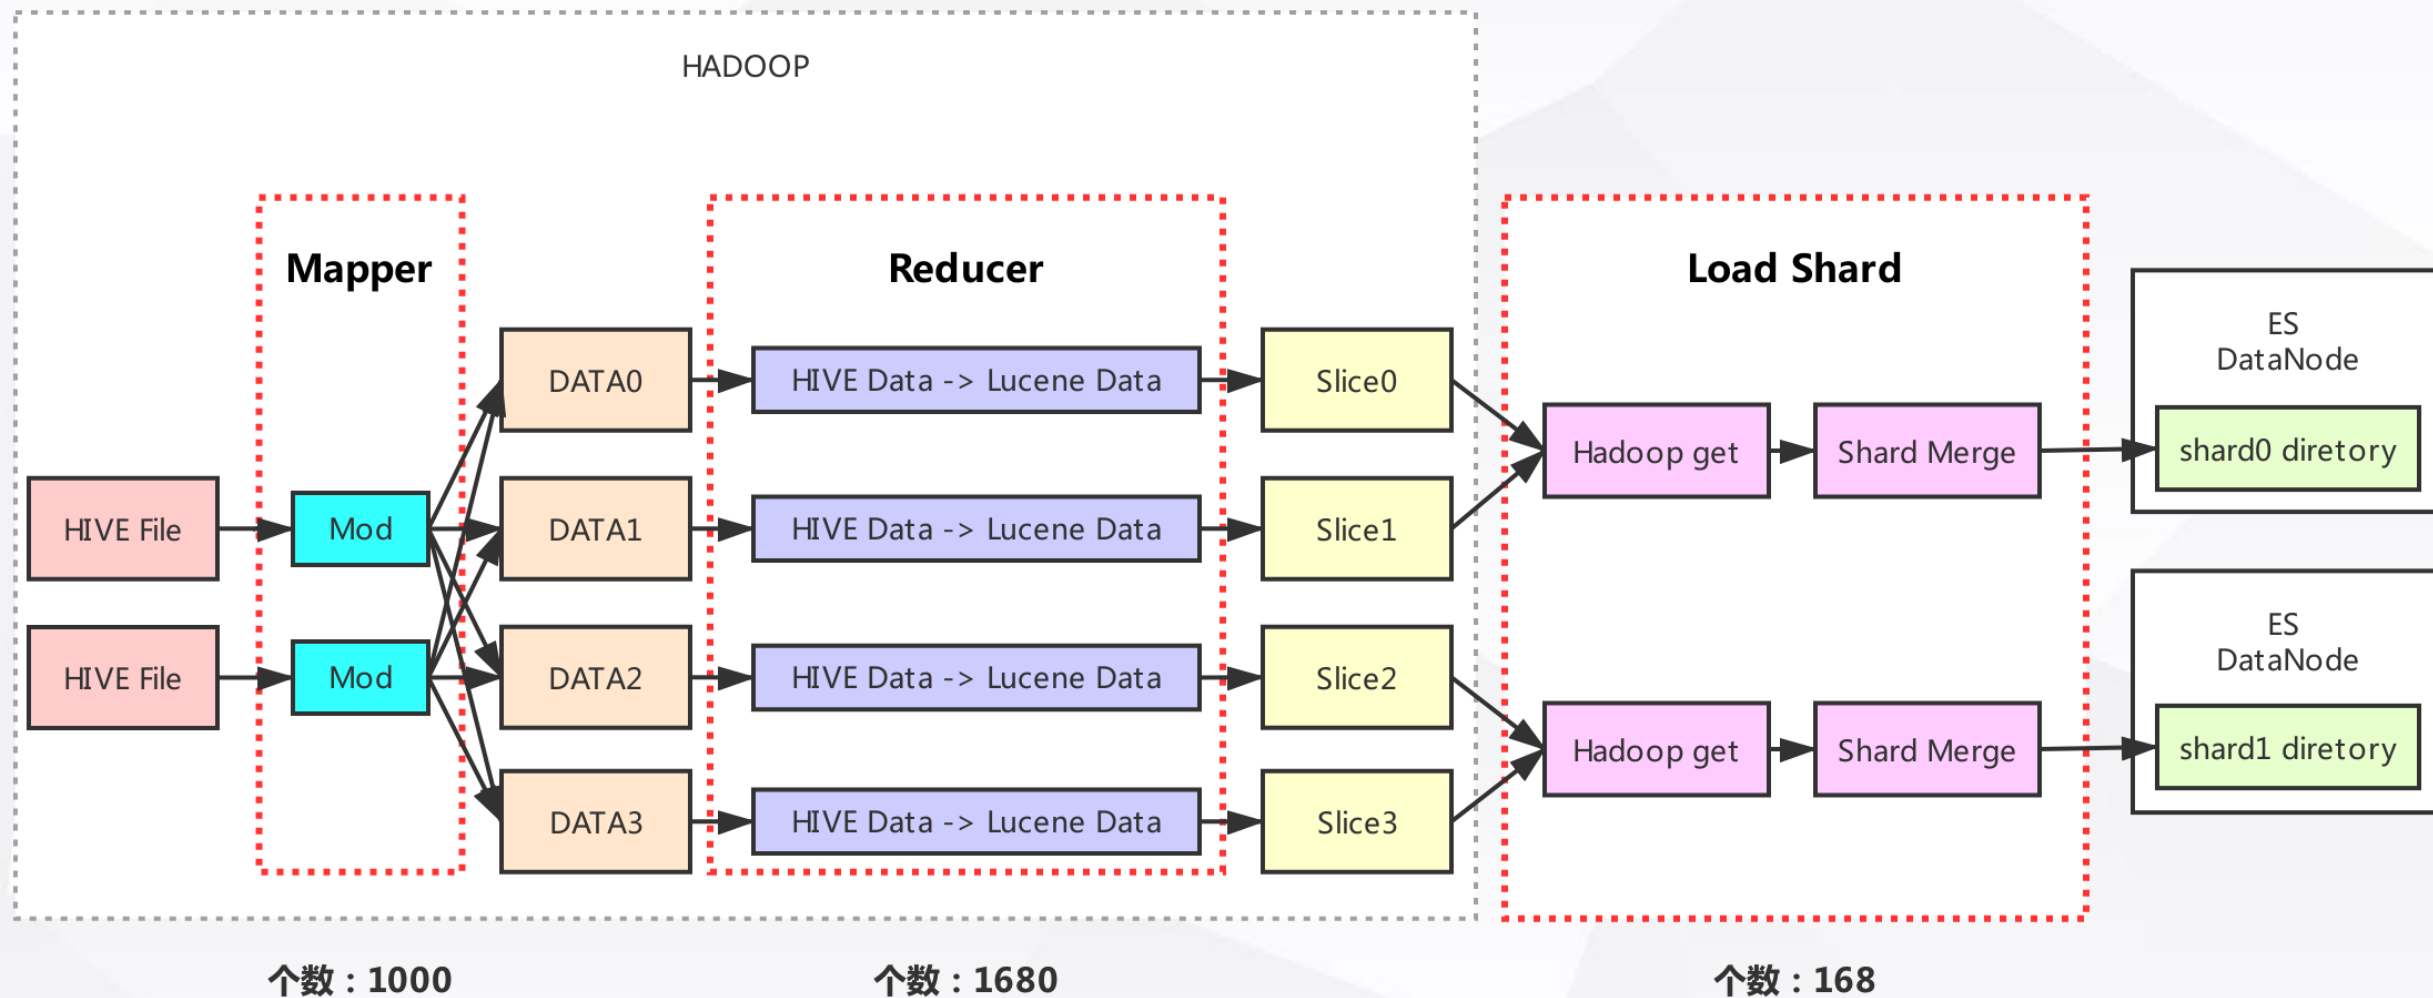 HADOOP
Mapper
Reducer
Load Shard
HIVE File
HIVE File
Mod
Mod
DATA0
DATA1
DATA2
DATA3
HIVE Data -> Lucene Data
HIVE Data -> Lucene Data
HIVE Data -> Lucene Data
HIVE Data -> Lucene Data
Slice0
Slice1
Slice2
Slice3
Hadoop get
Shard Merge
Hadoop get
Shard Merge
ES
DataNode
shard0 diretory
ES
DataNode
shard1 diretory
个数：1000
个数：1680
个数：168